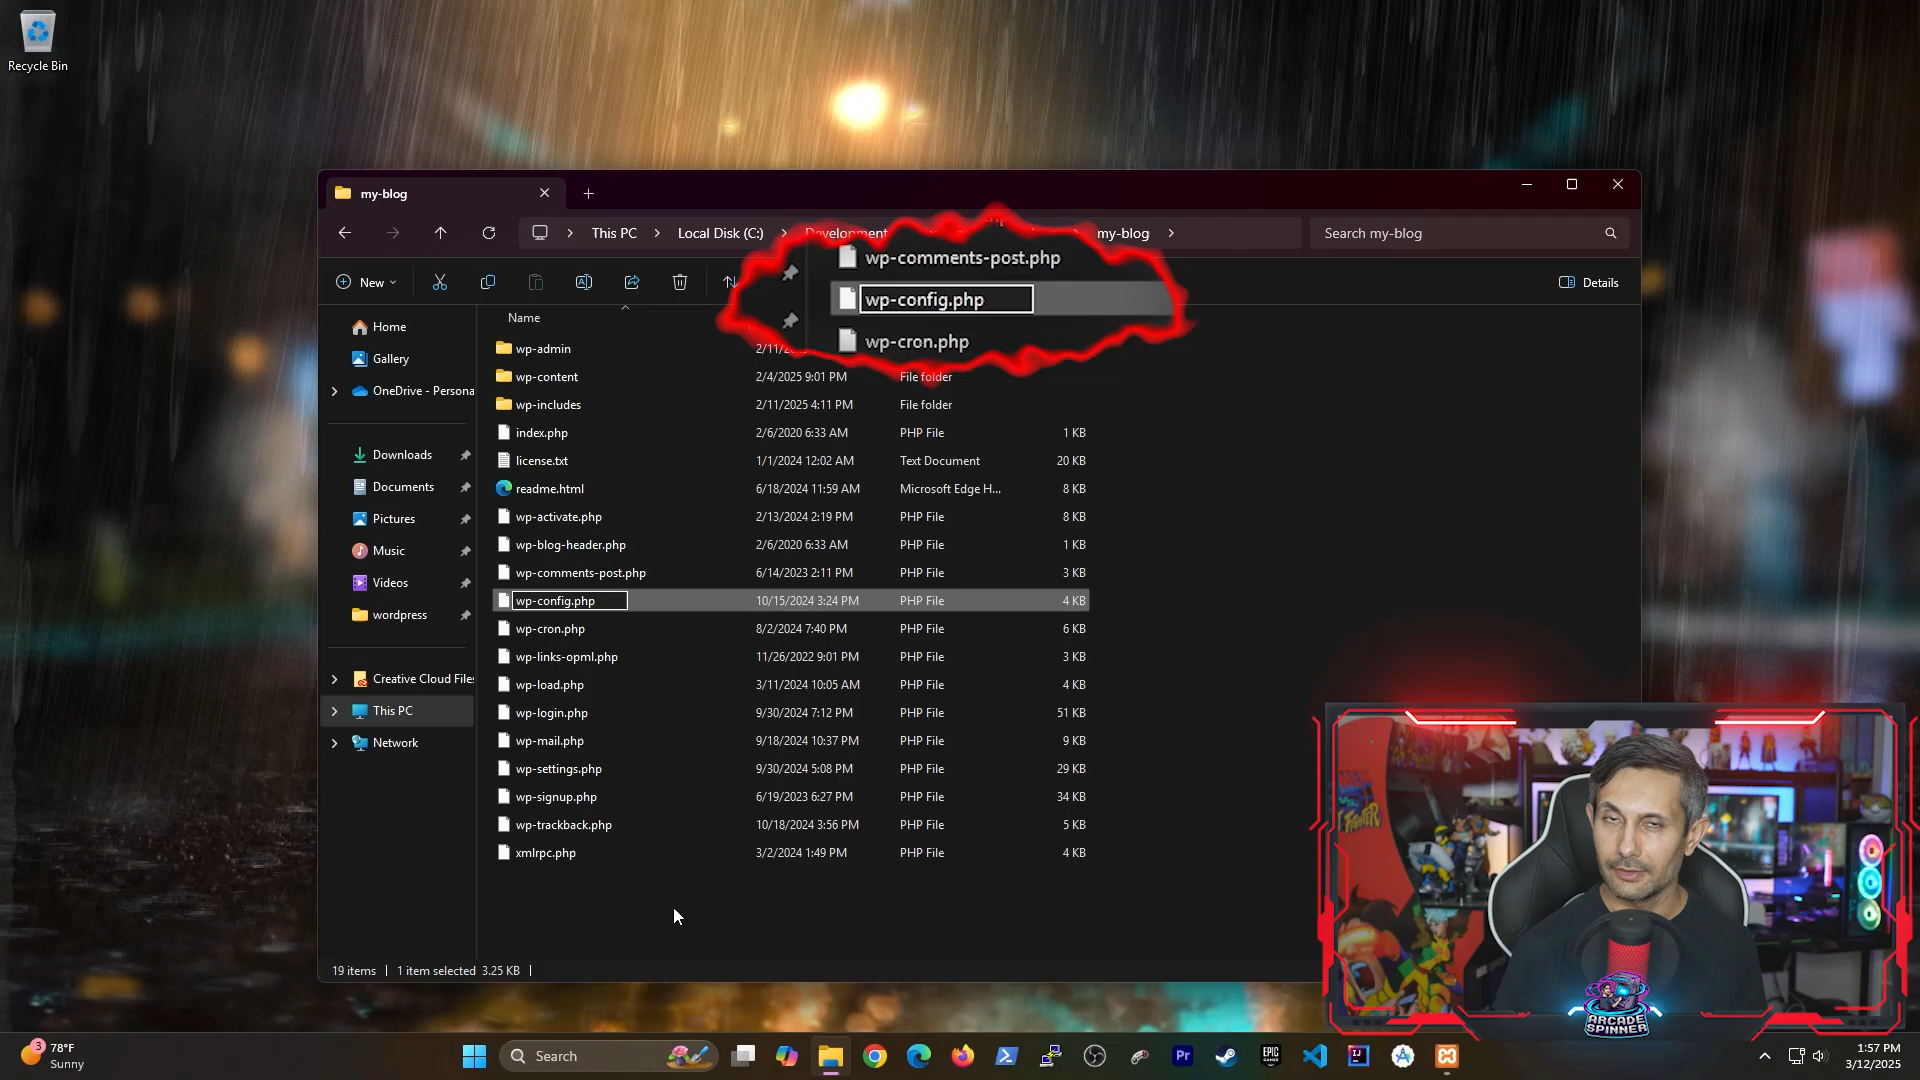 Recycle Bin
my-blog
This PC
Local Disk (C:)
Development
my-blog
Search my-blog
New
Details
wp-comments-post.php
wp-config.php
wp-cron.php
Name
Home
Gallery
OneDrive - Persona
Downloads
Documents
Pictures
Music
Videos
wordpress
Creative Cloud Files
This PC
Network
wp-admin
wp-content 2/4/2025 9:01 PM File folder
wp-includes 2/11/2025 4:11 PM File folder
index.php 2/6/2020 6:33 AM PHP File 1 KB
license.txt 1/1/2024 12:02 AM Text Document 20 KB
readme.html 6/18/2024 11:59 AM Microsoft Edge H... 8 KB
wp-activate.php 2/13/2024 2:19 PM PHP File 8 KB
wp-blog-header.php 2/6/2020 6:33 AM PHP File 1 KB
wp-comments-post.php 6/14/2023 2:11 PM PHP File 3 KB
wp-config.php 10/15/2024 3:24 PM PHP File 4 KB
wp-cron.php 8/2/2024 7:40 PM PHP File 6 KB
wp-links-opml.php 11/26/2022 9:01 PM PHP File 3 KB
wp-load.php 3/11/2024 10:05 AM PHP File 4 KB
wp-login.php 9/30/2024 7:12 PM PHP File 51 KB
wp-mail.php 9/18/2024 10:37 PM PHP File 9 KB
wp-settings.php 9/30/2024 5:08 PM PHP File 29 KB
wp-signup.php 6/19/2023 6:27 PM PHP File 34 KB
wp-trackback.php 10/18/2024 3:56 PM PHP File 5 KB
xmlrpc.php 3/2/2024 1:49 PM PHP File 4 KB
19 items 1 item selected 3.25 KB
ARCADE
SPINNER
3
78°F
Sunny
Search
Pr
EPIC
GAMES
IJ
1:57 PM
3/12/2025